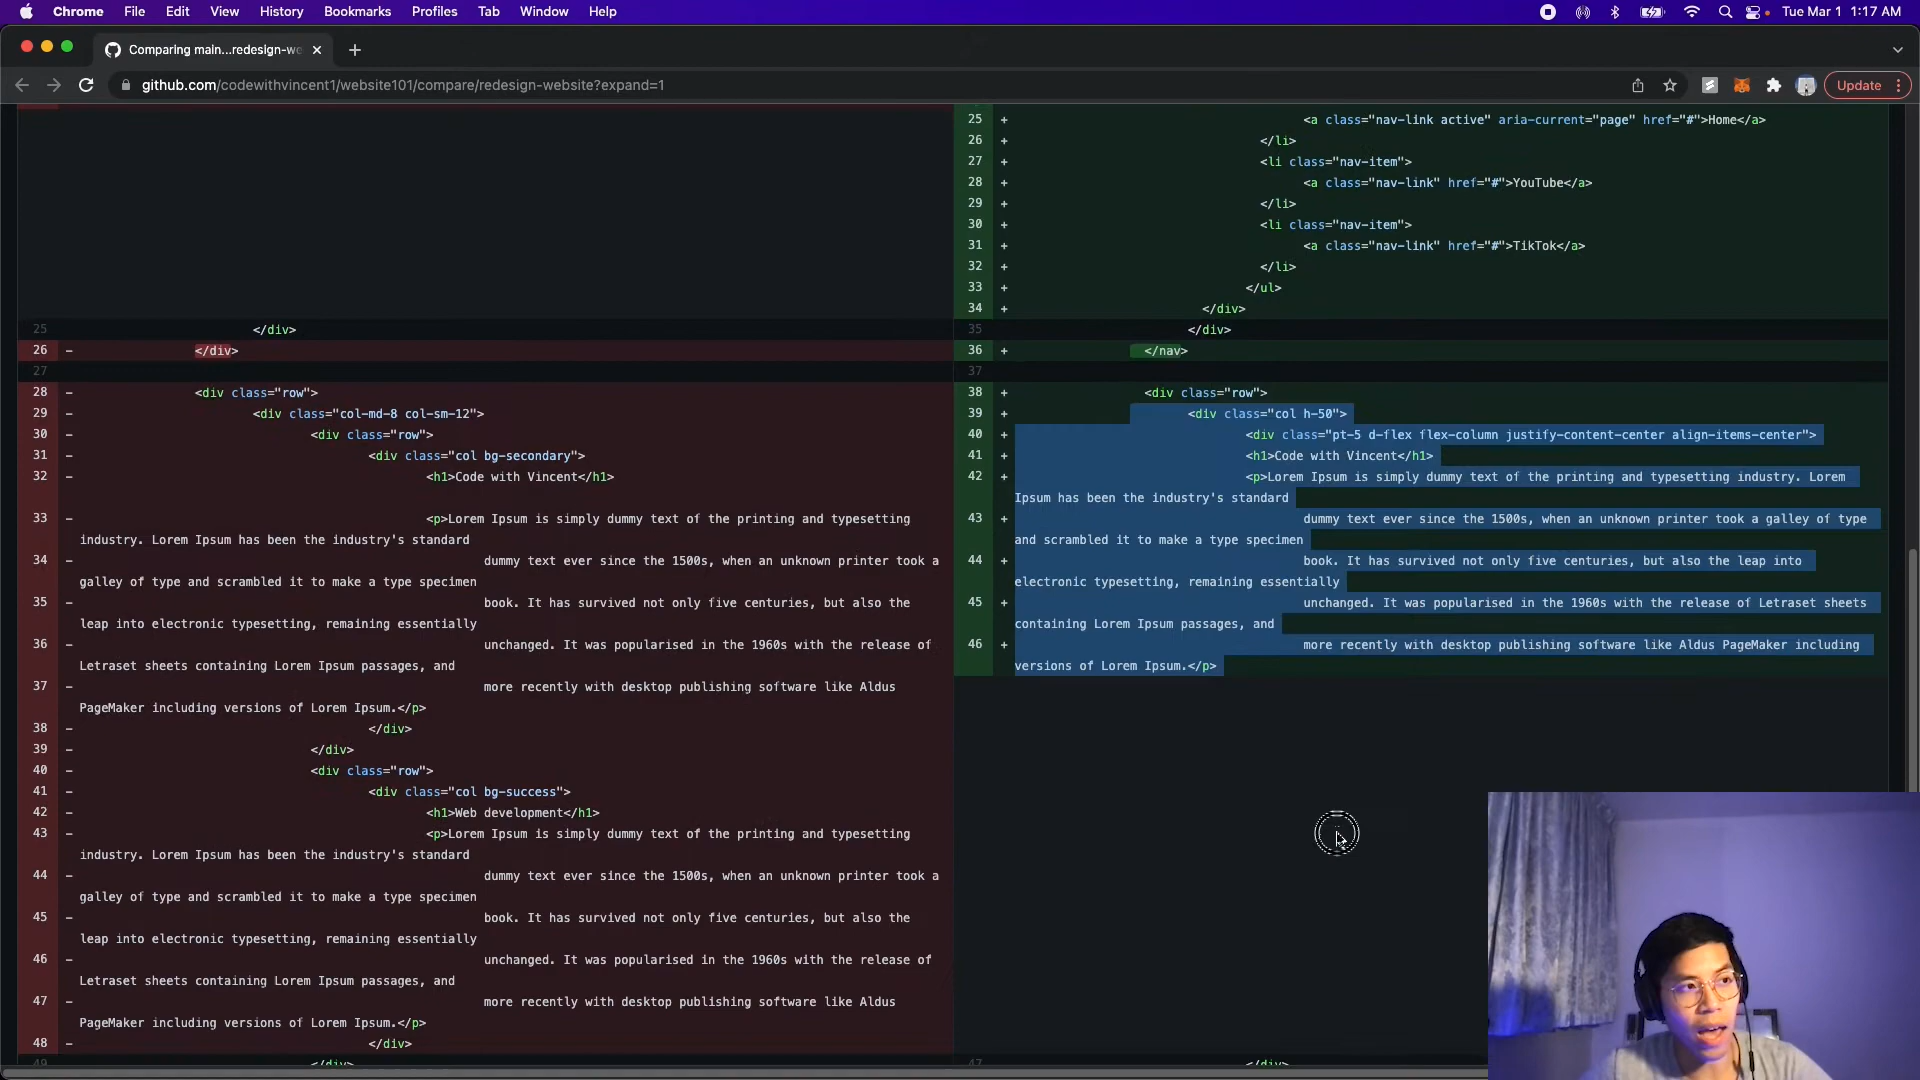 Chrome File Edit View History Bookmarks Profiles Tab Window Help Tue Mar 1 1:17 AM
Comparing main...redesign-we
github.com/codewithvincent1/website101/compare/redesign-website?expand=1 Update
25 + <a class="nav-link active" aria-current="page" href="#">Home</a>
26 + </li>
27 + <li class="nav-item">
28 + <a class="nav-link" href="#">YouTube</a>
29 + </li>
30 + <li class="nav-item">
31 + <a class="nav-link" href="#">TikTok</a>
32 + </li>
33 + </ul>
34 + </div>
25 </div> 35 </div>
26 - </div> 36 + </nav>
27 37
28 - <div class="row">
29 - <div class="col-md-8 col-sm-12">
30 - <div class="row">
31 - <div class="col bg-secondary">
32 - <h1>Code with Vincent</h1>
33 - <p>Lorem Ipsum is simply dummy text of the printing and typesetting
industry. Lorem Ipsum has been the industry's standard
34 - dummy text ever since the 1500s, when an unknown printer took a
galley of type and scrambled it to make a type specimen
35 - book. It has survived not only five centuries, but also the
leap into electronic typesetting, remaining essentially
36 - unchanged. It was popularised in the 1960s with the release of
Letraset sheets containing Lorem Ipsum passages, and
37 - more recently with desktop publishing software like Aldus
PageMaker including versions of Lorem Ipsum.</p>
38 - </div>
39 - </div>
40 - <div class="row">
41 - <div class="col bg-success">
42 - <h1>Web development</h1>
43 - <p>Lorem Ipsum is simply dummy text of the printing and typesetting
industry. Lorem Ipsum has been the industry's standard
44 - dummy text ever since the 1500s, when an unknown printer took a
galley of type and scrambled it to make a type specimen
45 - book. It has survived not only five centuries, but also the
leap into electronic typesetting, remaining essentially
46 - unchanged. It was popularised in the 1960s with the release of
Letraset sheets containing Lorem Ipsum passages, and
47 - more recently with desktop publishing software like Aldus
PageMaker including versions of Lorem Ipsum.</p>
48 - </div>
49 </div>
38 + <div class="row">
39 + <div class="col h-50">
40 + <div class="pt-5 d-flex flex-column justify-content-center align-items-center">
41 + <h1>Code with Vincent</h1>
42 + <p>Lorem Ipsum is simply dummy text of the printing and typesetting industry. Lorem
Ipsum has been the industry's standard
43 + dummy text ever since the 1500s, when an unknown printer took a galley of type
and scrambled it to make a type specimen
44 + book. It has survived not only five centuries, but also the leap into
electronic typesetting, remaining essentially
45 + unchanged. It was popularised in the 1960s with the release of Letraset sheets
containing Lorem Ipsum passages, and
46 + more recently with desktop publishing software like Aldus PageMaker including
versions of Lorem Ipsum.</p>
47 </div>